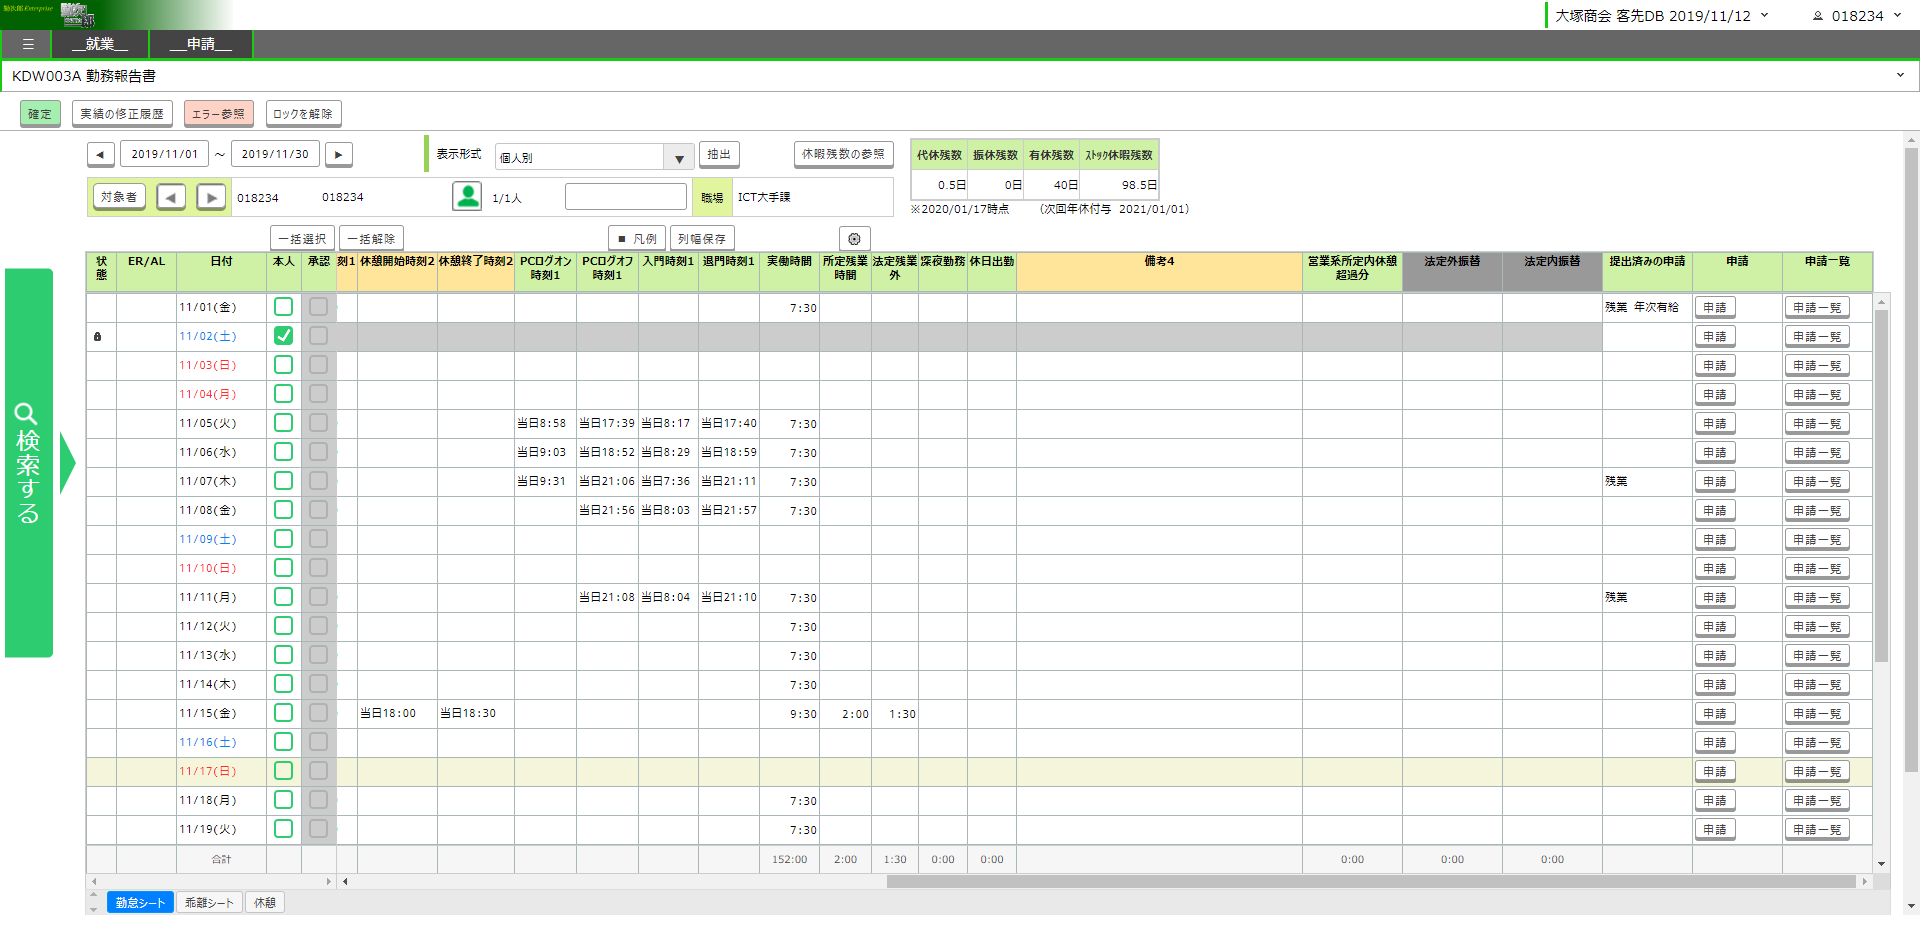 勤次郎Enterprise
大塚商会 客先DB 2019/11/12
018234
☰ __就業__ __申請__
KDW003A 勤務報告書
確定 実績の修正履歴 エラー参照 ロックを解除
◀ 2019/11/01 ～ 2019/11/30 ▶ 表示形式 個人別 ▼ 抽出 休暇残数の参照
代休残数 振休残数 有休残数 ｽﾄｯｸ休暇残数
0.5日 0日 40日 98.5日
※2020/01/17時点 (次回年休付与 2021/01/01)
対象者 ◀ ▶ 018234 018234 1/1人 職場 ICT大手課
一括選択 一括解除 ■ 凡例 列幅保存
検索する
状態 ER/AL 日付 本人 承認 刻1 休憩開始時刻2 休憩終了時刻2 PCログオン時刻1 PCログオフ時刻1 入門時刻1 退門時刻1 実働時間 所定残業時間 法定残業外 深夜勤務 休日出勤 備考4 営業系所定内休憩超過分 法定外振替 法定内振替 提出済みの申請 申請 申請一覧
11/01(金) 7:30 残業 年次有給 申請 申請一覧
11/02(土) 申請 申請一覧
11/03(日) 申請 申請一覧
11/04(月) 申請 申請一覧
11/05(火) 当日8:58 当日17:39 当日8:17 当日17:40 7:30 申請 申請一覧
11/06(水) 当日9:03 当日18:52 当日8:29 当日18:59 7:30 申請 申請一覧
11/07(木) 当日9:31 当日21:06 当日7:36 当日21:11 7:30 残業 申請 申請一覧
11/08(金) 当日21:56 当日8:03 当日21:57 7:30 申請 申請一覧
11/09(土) 申請 申請一覧
11/10(日) 申請 申請一覧
11/11(月) 当日21:08 当日8:04 当日21:10 7:30 残業 申請 申請一覧
11/12(火) 7:30 申請 申請一覧
11/13(水) 7:30 申請 申請一覧
11/14(木) 7:30 申請 申請一覧
11/15(金) 当日18:00 当日18:30 9:30 2:00 1:30 申請 申請一覧
11/16(土) 申請 申請一覧
11/17(日) 申請 申請一覧
11/18(月) 7:30 申請 申請一覧
11/19(火) 7:30 申請 申請一覧
合計 152:00 2:00 1:30 0:00 0:00 0:00 0:00 0:00
勤怠シート 乖離シート 休憩